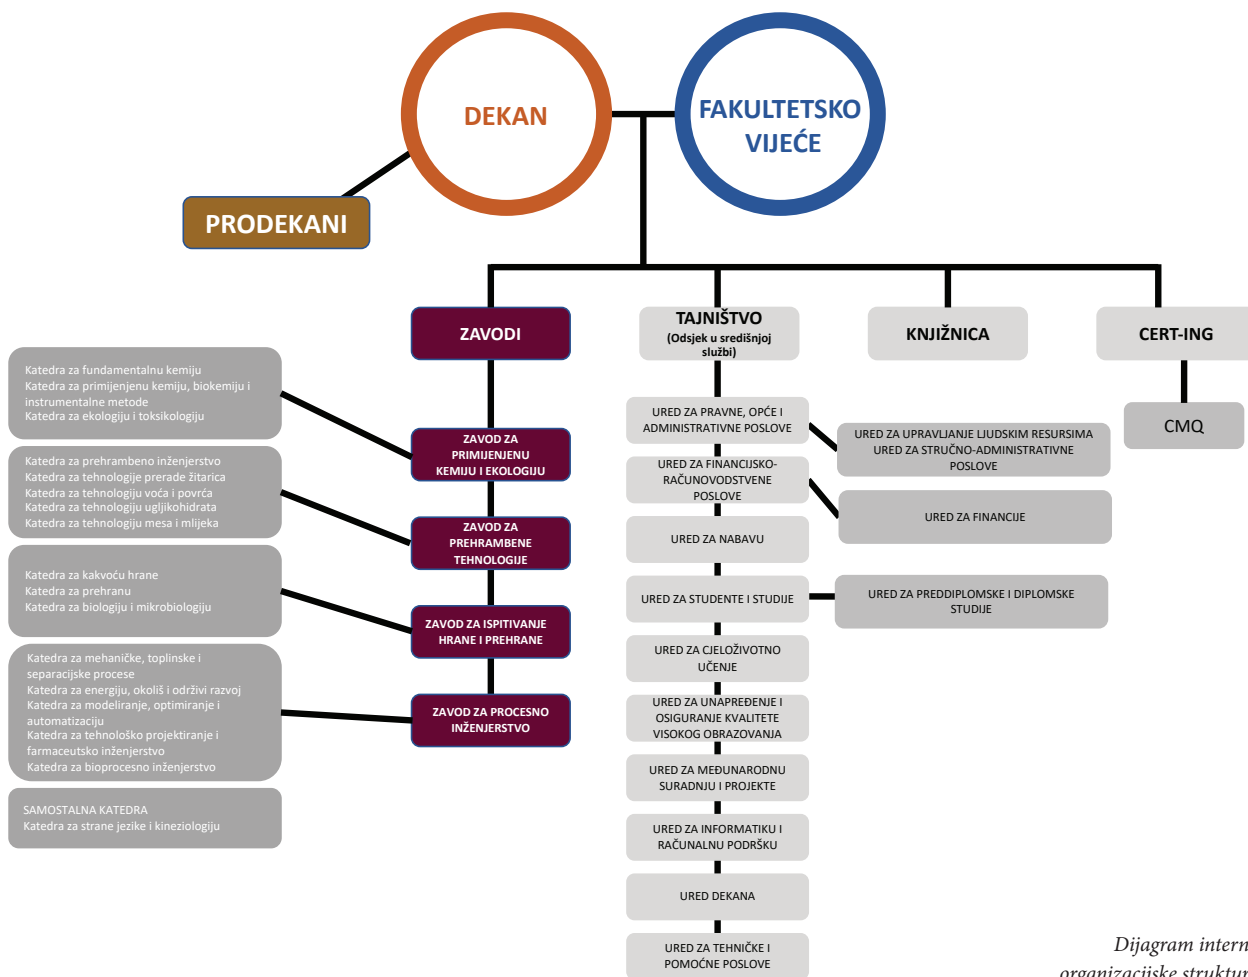 DEKAN
FAKULTETSKO
VIJEĆE
PRODEKANI
ZAVODI
TAJNIŠTVO
(Odsjek u središnjoj
službi)
KNJIŽNICA
CERT-ING
Katedra za fundamentalnu kemiju
Katedra za primijenjenu kemiju, biokemiju i
instrumentalne metode
Katedra za ekologiju i toksikologiju
Katedra za prehrambeno inženjerstvo
Katedra za tehnologije prerade žitarica
Katedra za tehnologiju voća i povrća
Katedra za tehnologiju ugljikohidrata
Katedra za tehnologiju mesa i mlijeka
Katedra za kakvoću hrane
Katedra za prehranu
Katedra za biologiju i mikrobiologiju
Katedra za mehaničke, toplinske i
separacijske procese
Katedra za energiju, okoliš i održivi razvoj
Katedra za modeliranje, optimiranje i
automatizaciju
Katedra za tehnološko projektiranje i
farmaceutsko inženjerstvo
Katedra za bioprocesno inženjerstvo
SAMOSTALNA KATEDRA
Katedra za strane jezike i kineziologiju
ZAVOD ZA
PRIMIJENJENU
KEMIJU I EKOLOGIJU
ZAVOD ZA
PREHRAMBENE
TEHNOLOGIJE
ZAVOD ZA ISPITIVANJE
HRANE I PREHRANE
ZAVOD ZA PROCESNO
INŽENJERSTVO
URED ZA PRAVNE, OPĆE I
ADMINISTRATIVNE POSLOVE
URED ZA FINANCIJSKO-
RAČUNOVODSTVENE
POSLOVE
URED ZA NABAVU
URED ZA STUDENTE I STUDIJE
URED ZA CJELOŽIVOTNO
UČENJE
URED ZA UNAPREĐENJE I
OSIGURANJE KVALITETE
VISOKOG OBRAZOVANJA
URED ZA MEĐUNARODNU
SURADNJU I PROJEKTE
URED ZA INFORMATIKU I
RAČUNALNU PODRŠKU
URED DEKANA
URED ZA TEHNIČKE I
POMOĆNE POSLOVE
URED ZA UPRAVLJANJE LJUDSKIM RESURSIMA
URED ZA STRUČNO-ADMINISTRATIVNE
POSLOVE
URED ZA FINANCIJE
URED ZA PREDDIPLOMSKE I DIPLOMSKE
STUDIJE
CMQ
Dijagram intern
organizacijske struktur